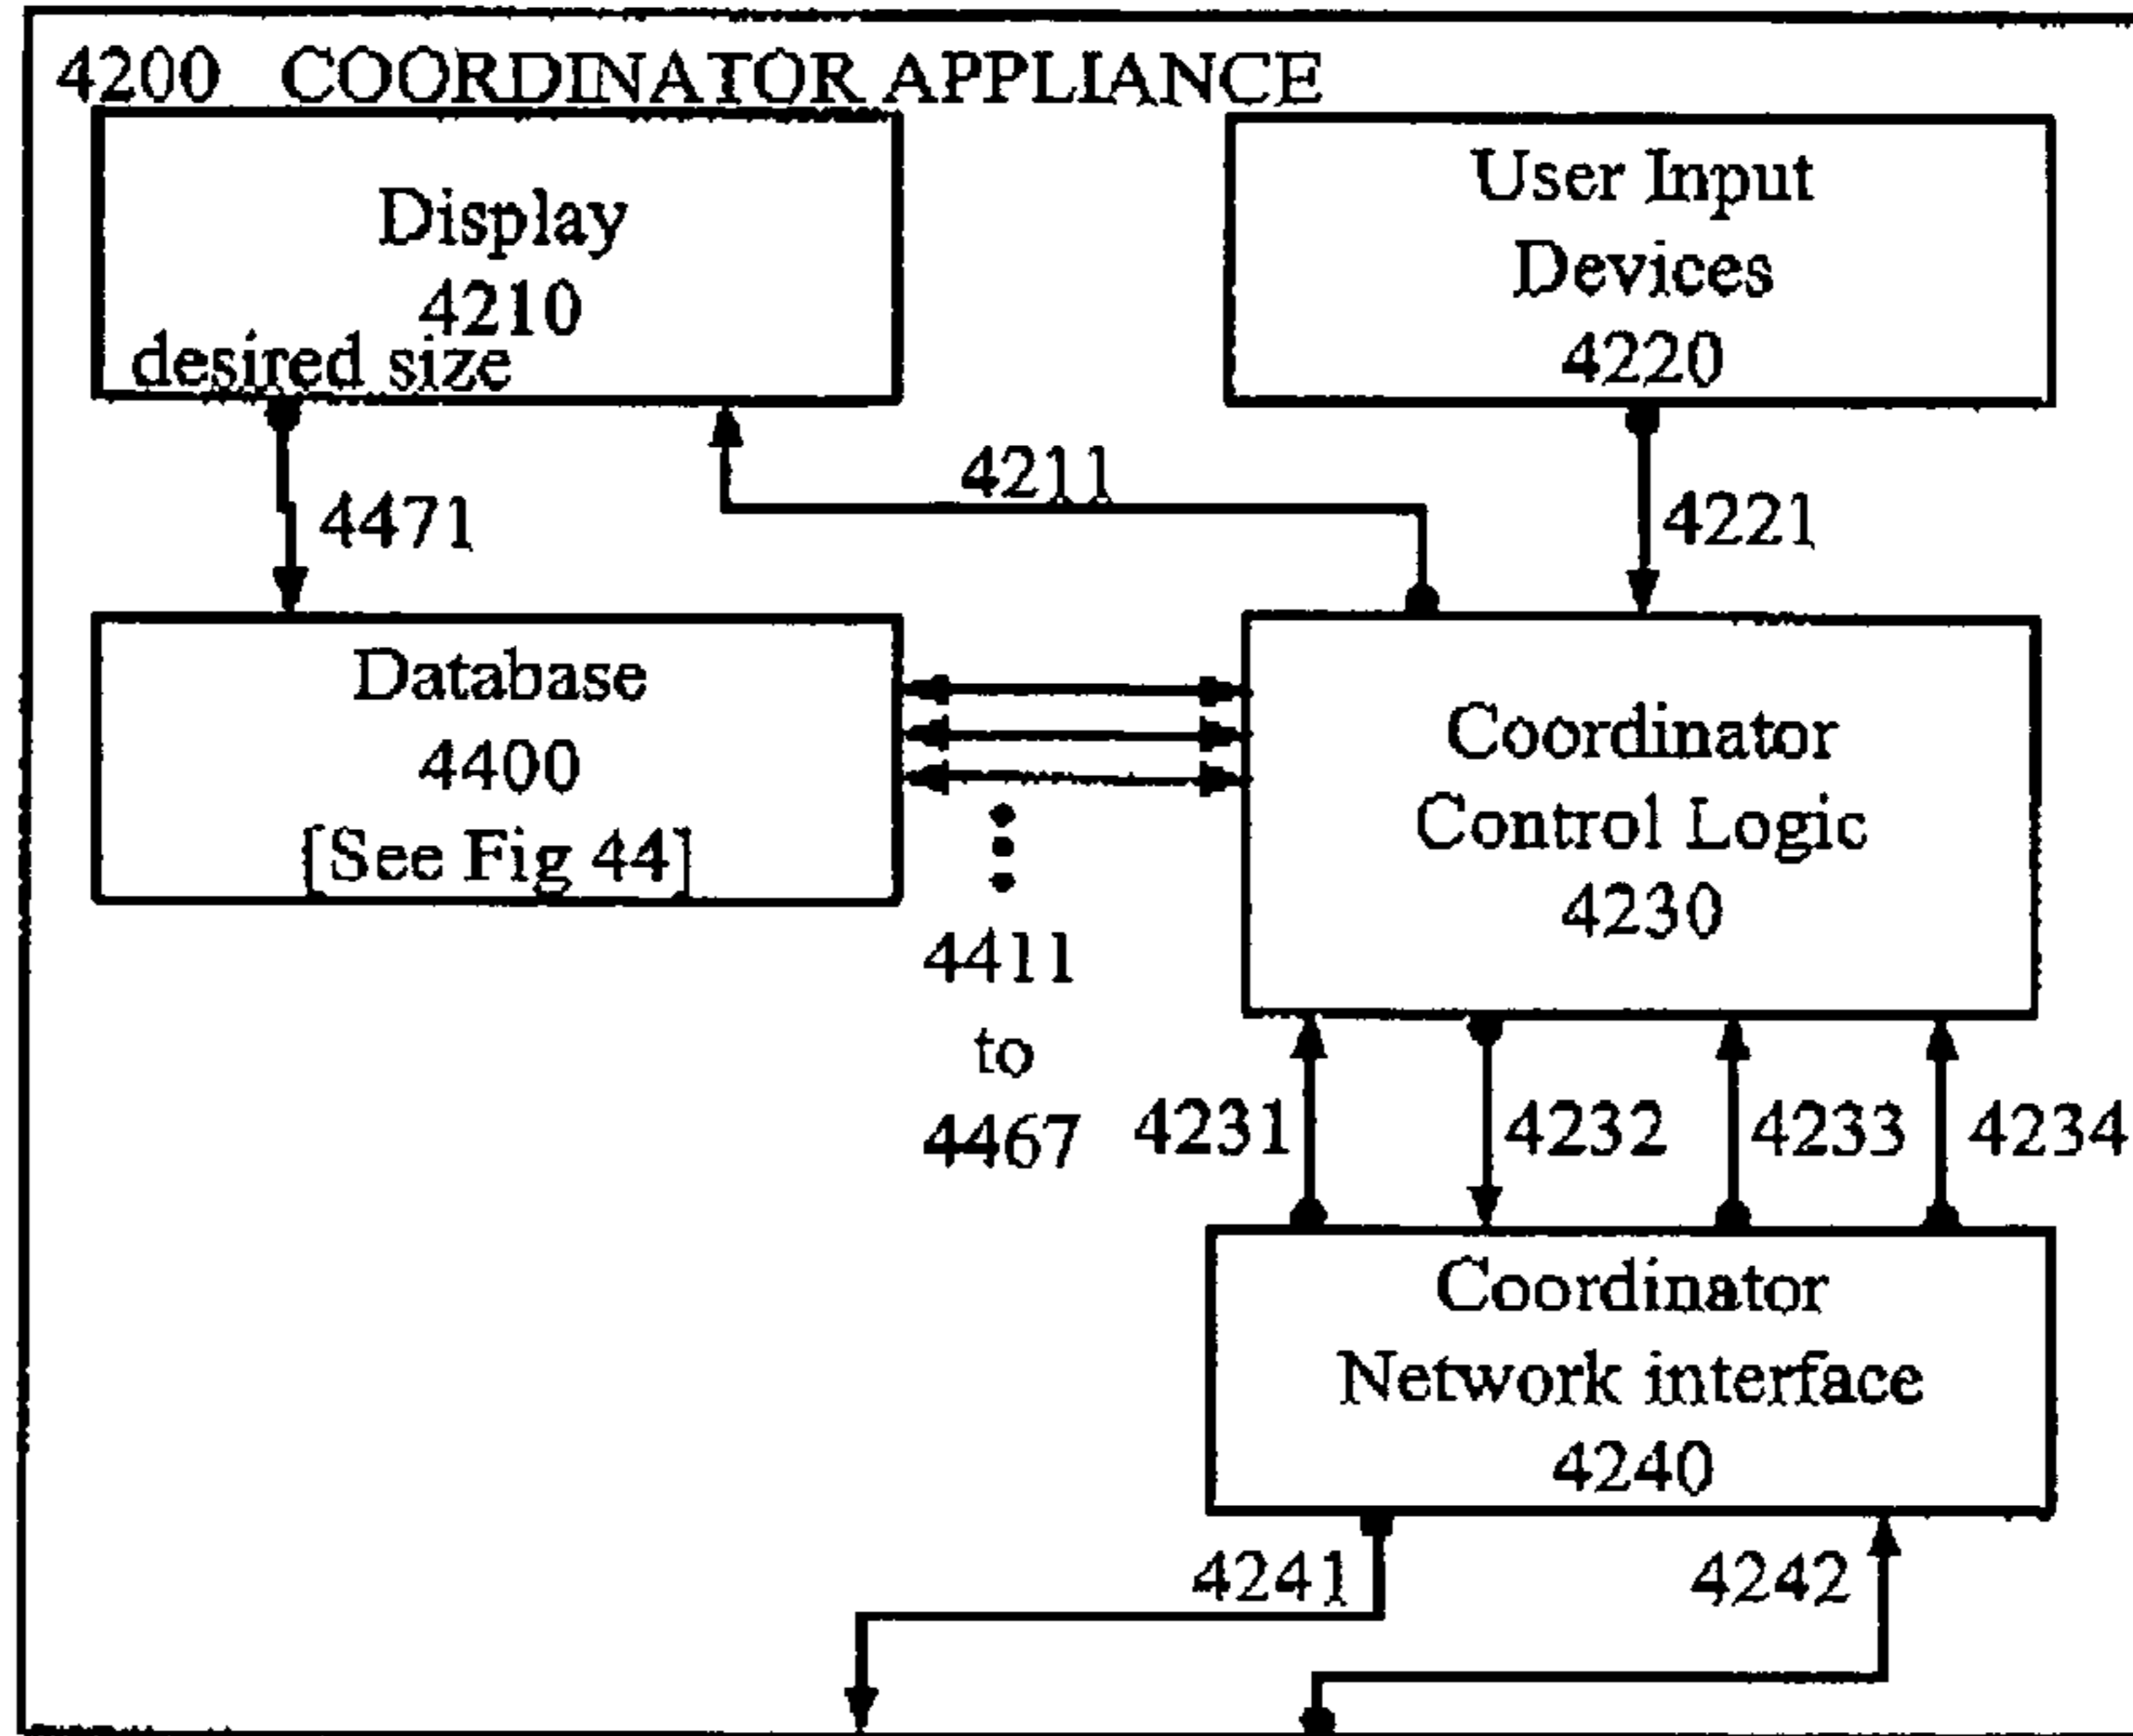 4200 COORDINATOR APPLIANCE
Display
4210
desired size
User Input
Devices
4220
4471
4211
4221
Database
4400
[See Fig 44]
Coordinator
Control Logic
4230
4411
to
4467
4231
4232
4233
4234
Coordinator
Network interface
4240
4241
4242